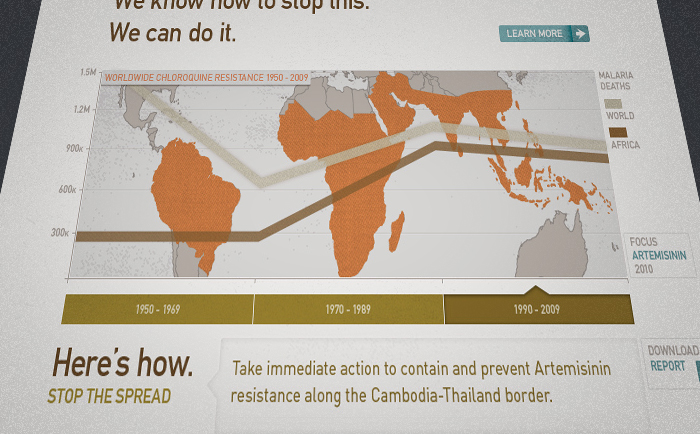 We know how to stop this.
We can do it.
LEARN MORE
WORLDWIDE CHLOROQUINE RESISTANCE 1950 - 2009
1.5M
1.2M
900k
600k
300k
MALARIA
DEATHS
WORLD
AFRICA
FOCUS
ARTEMISININ
2010
1950 - 1969
1970 - 1989
1990 - 2009
Here's how.
STOP THE SPREAD
Take immediate action to contain and prevent Artemisinin
resistance along the Cambodia-Thailand border.
DOWNLOAD
REPORT